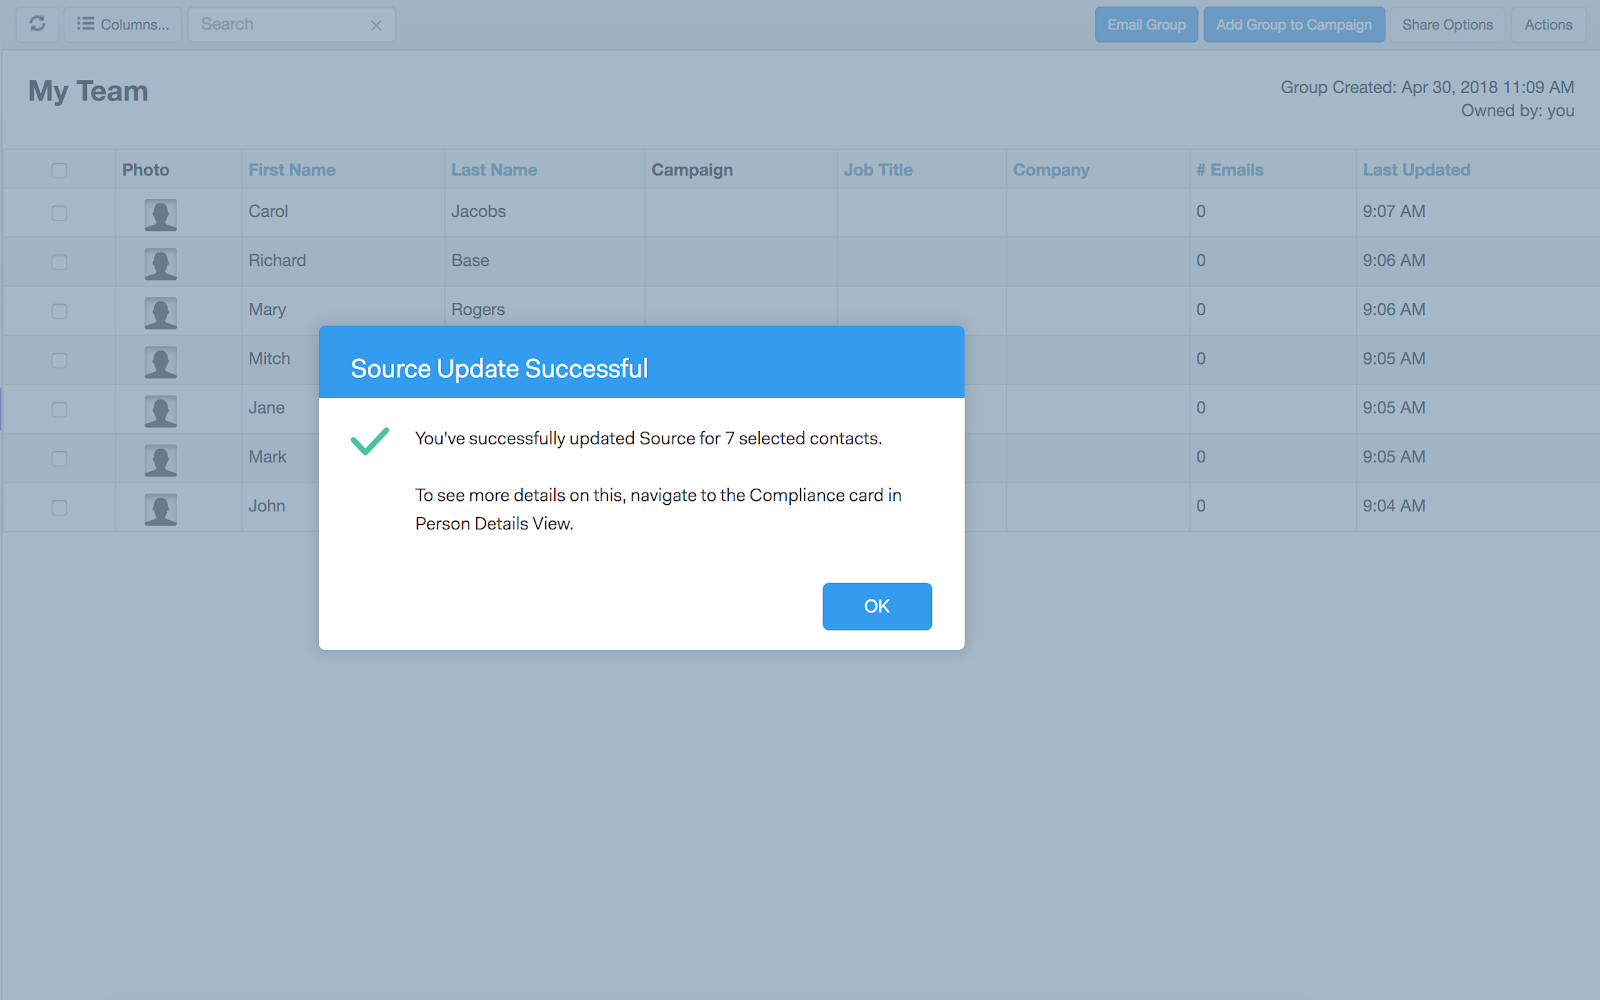 Columns... Search Email Group Add Group to Campaign Share Options Actions
My Team
Group Created: Apr 30, 2018 11:09 AM
Owned by: you
Photo First Name Last Name Campaign Job Title Company # Emails Last Updated
Carol Jacobs 0 9:07 AM
Richard Base 0 9:06 AM
Mary Rogers 0 9:06 AM
Mitch 0 9:05 AM
Jane 0 9:05 AM
Mark 0 9:05 AM
John 0 9:04 AM
Source Update Successful
You've successfully updated Source for 7 selected contacts.
To see more details on this, navigate to the Compliance card in
Person Details View.
OK